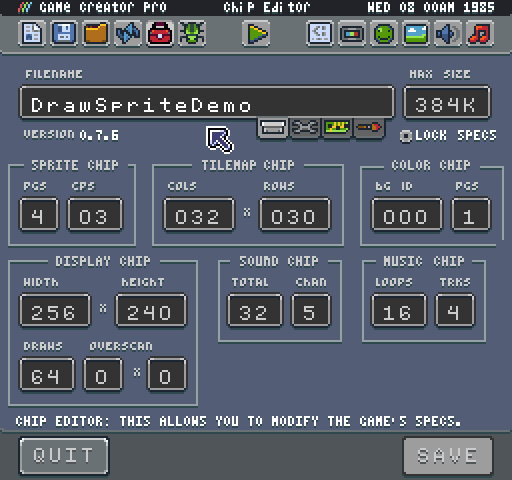 GAME CREATOR PRO CHIP EDITOR WED 08 00AM 1985
FILENAME MAX SIZE
DrawSpriteDemo 384K
VERSION 0.7.6 LOCK SPECS
SPRITE CHIP TILEMAP CHIP COLOR CHIP
PGS CPS COLS ROWS BG ID PGS
4 03 032 x 030 000 1
DISPLAY CHIP SOUND CHIP MUSIC CHIP
WIDTH HEIGHT TOTAL CHAN LOOPS TRKS
256 x 240 32 5 16 4
DRAWS OVERSCAN
64 0 x 0
CHIP EDITOR: THIS ALLOWS YOU TO MODIFY THE GAME'S SPECS.
QUIT SAVE